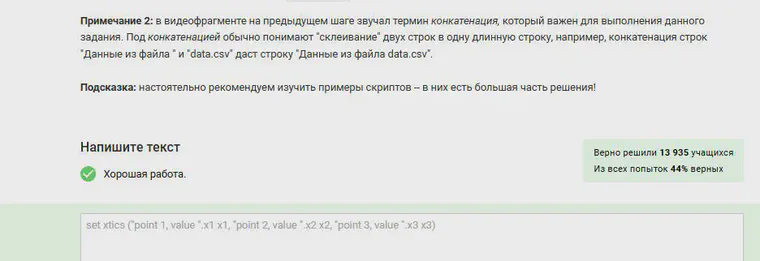 Примечание 2: в видеофрагменте на предыдущем шаге звучал термин конкатенация, который важен для выполнения данного
задания. Под конкатенацией обычно понимают "склеивание" двух строк в одну длинную строку, например, конкатенация строк
"Данные из файла " и "data.csv" даст строку "Данные из файла data.csv".
Подсказка: настоятельно рекомендуем изучить примеры скриптов – в них есть большая часть решения!
Напишите текст
Верно решили 13 935 учащихся
Из всех попыток 44% верных
Хорошая работа.
set xtics ("point 1, value ".x1 x1, "point 2, value ".x2 x2, "point 3, value ".x3 x3)